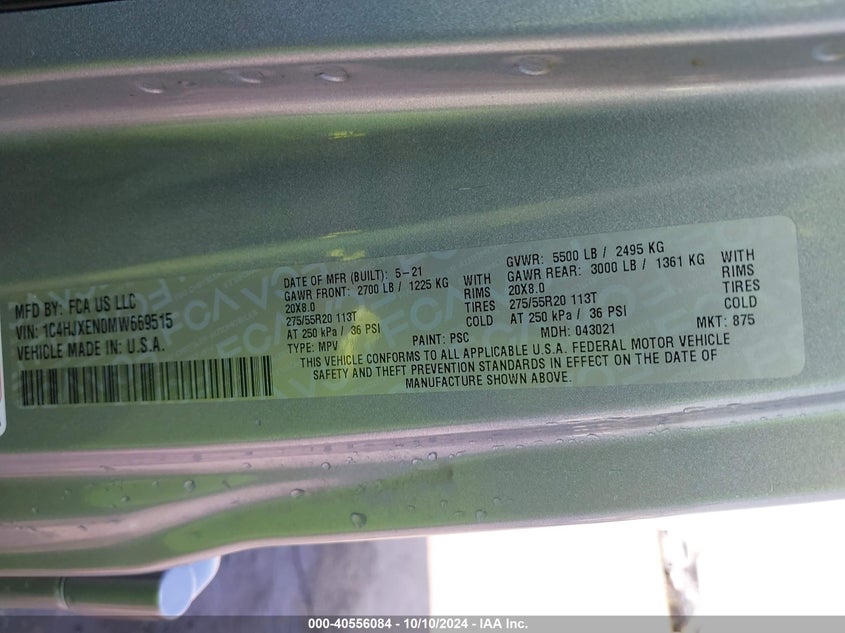 MFD BY: FCA US LLC
VIN: 1C4HJXEN0MW669515
VEHICLE MADE IN: U.S.A.
DATE OF MFR (BUILT): 5-21
GAWR FRONT: 2700 LB / 1225 KG WITH
20X8.0 RIMS
275/55R20 113T TIRES
AT 250 kPa / 36 PSI COLD
TYPE: MPV PAINT: PSC
GVWR: 5500 LB / 2495 KG
GAWR REAR: 3000 LB / 1361 KG WITH
20X8.0 RIMS
275/55R20 113T TIRES
AT 250 kPa / 36 PSI COLD
MDH: 043021 MKT: 875
THIS VEHICLE CONFORMS TO ALL APPLICABLE U.S.A. FEDERAL MOTOR VEHICLE
SAFETY AND THEFT PREVENTION STANDARDS IN EFFECT ON THE DATE OF
MANUFACTURE SHOWN ABOVE.
000-40556084 - 10/10/2024 - IAA Inc.